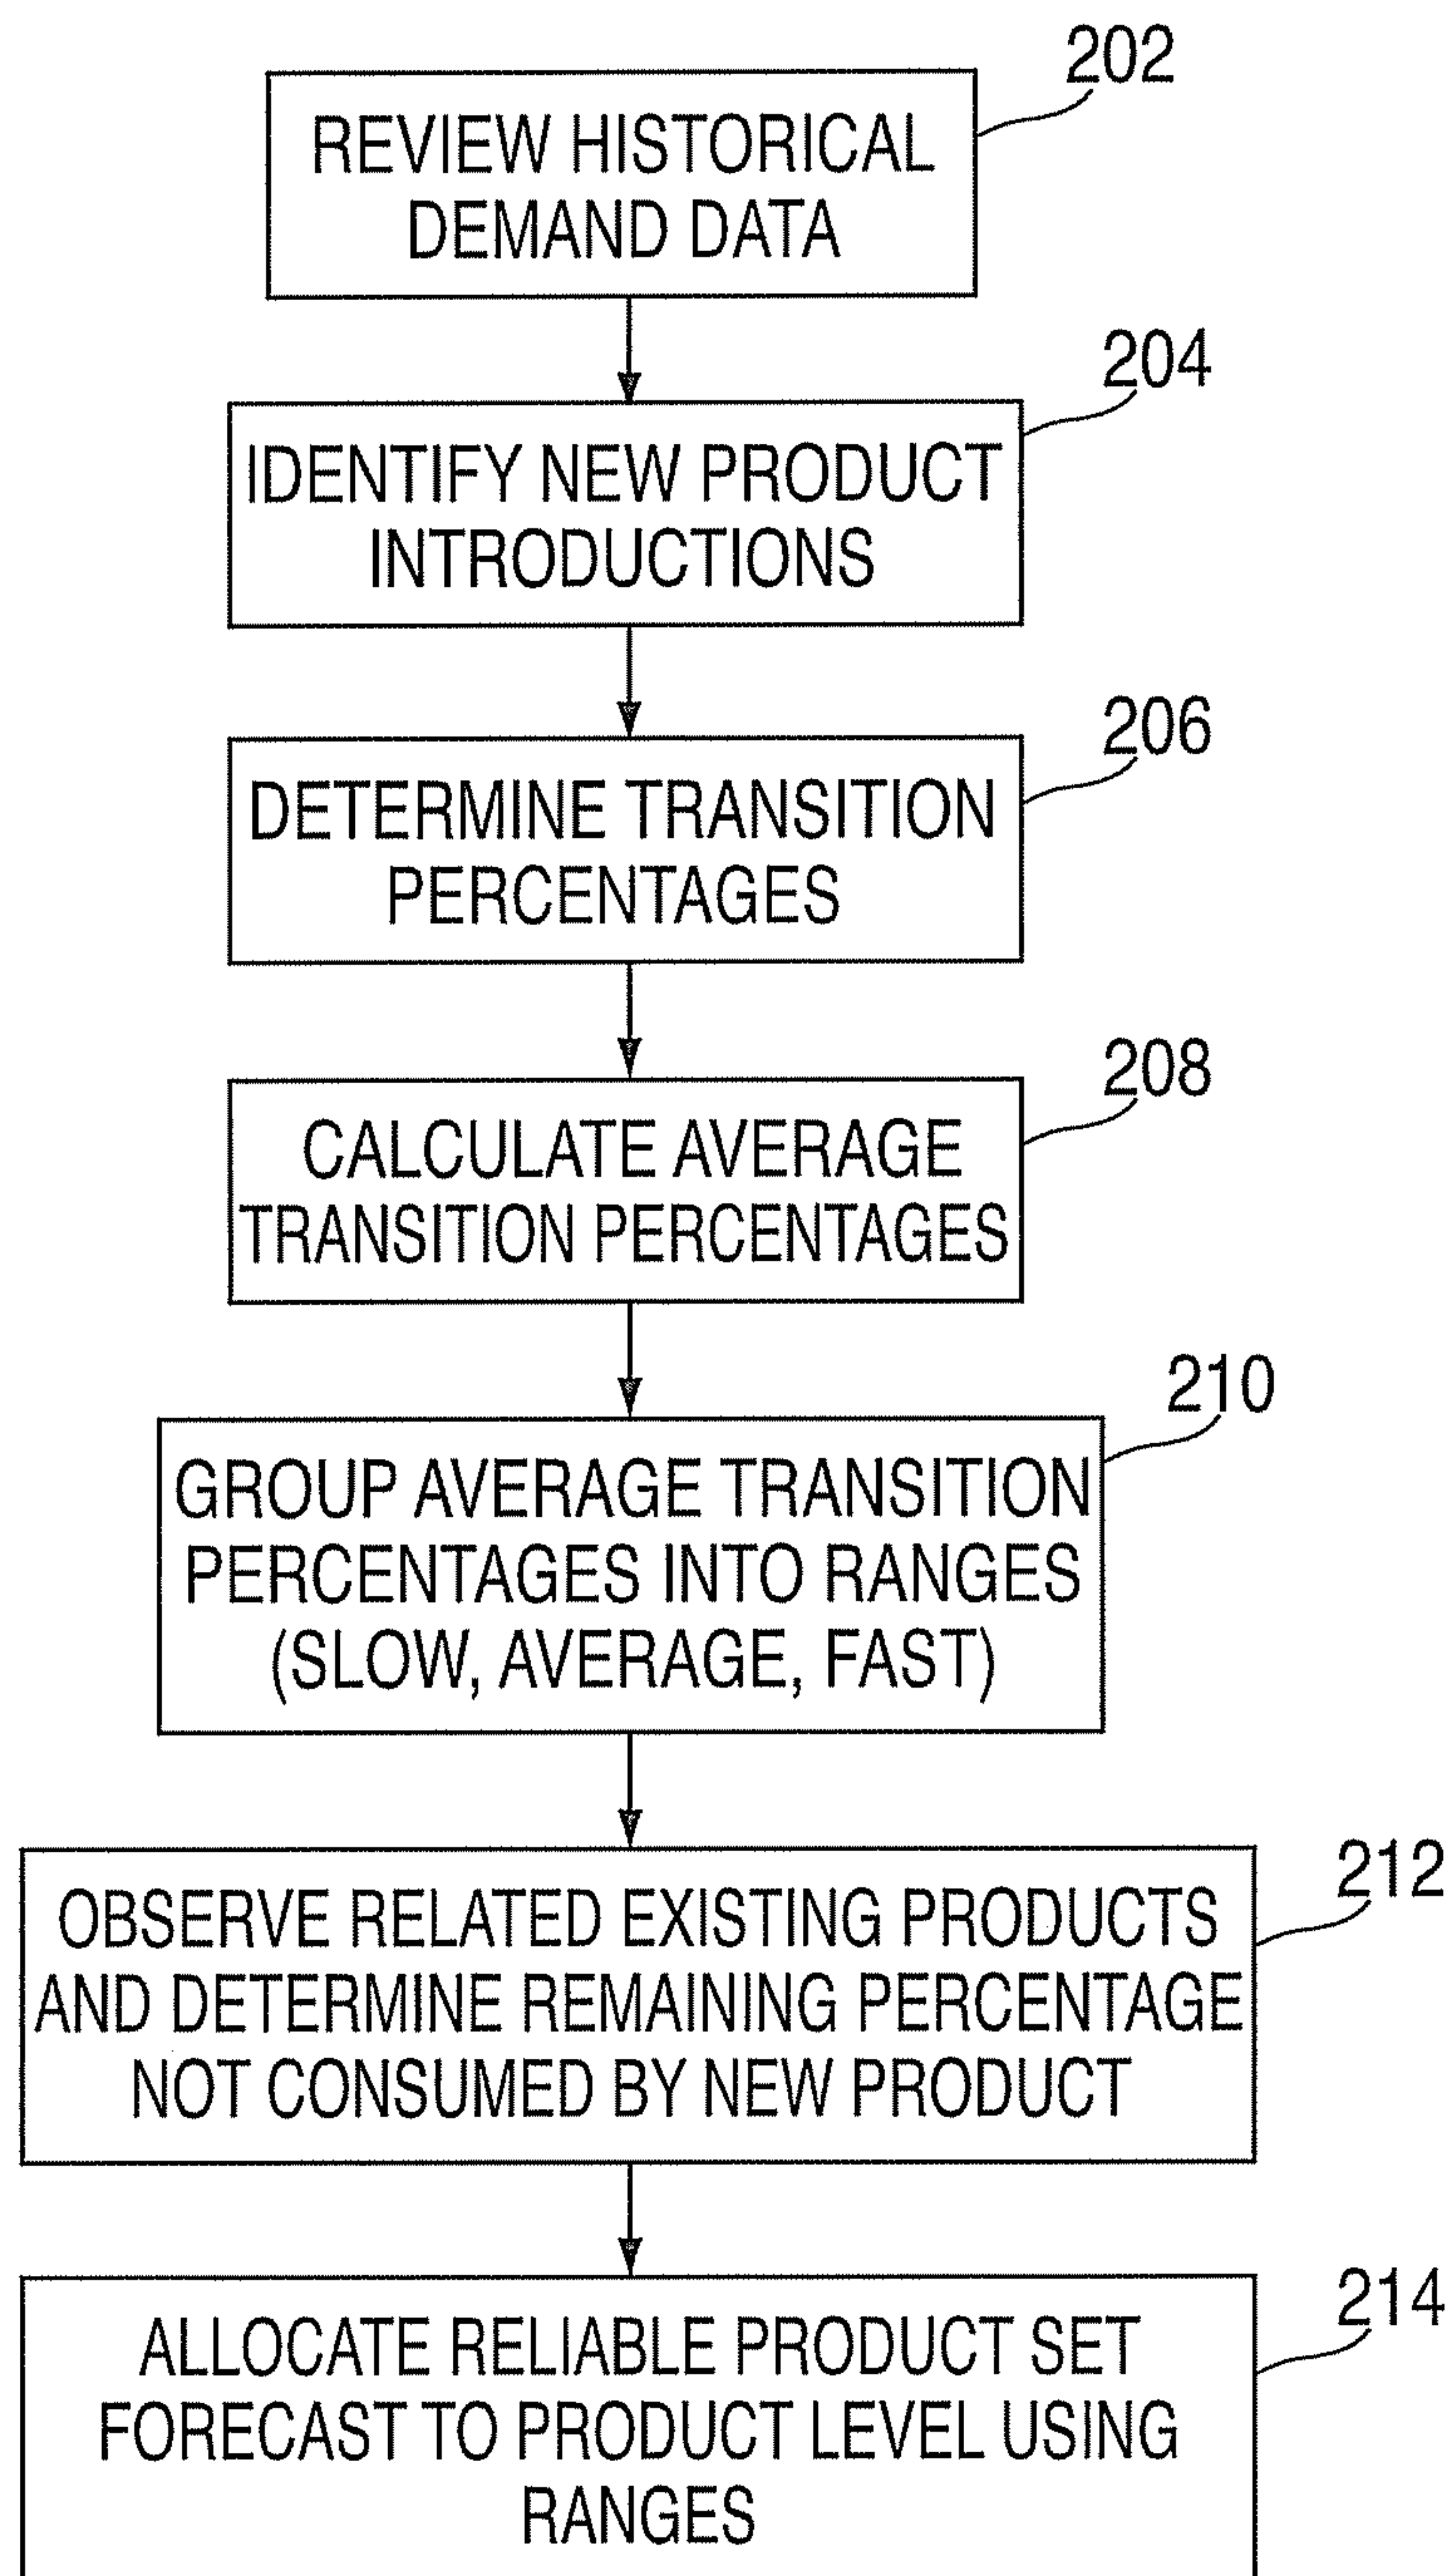 202
REVIEW HISTORICAL
DEMAND DATA
204
IDENTIFY NEW PRODUCT
INTRODUCTIONS
206
DETERMINE TRANSITION
PERCENTAGES
208
CALCULATE AVERAGE
TRANSITION PERCENTAGES
210
GROUP AVERAGE TRANSITION
PERCENTAGES INTO RANGES
(SLOW, AVERAGE, FAST)
212
OBSERVE RELATED EXISTING PRODUCTS
AND DETERMINE REMAINING PERCENTAGE
NOT CONSUMED BY NEW PRODUCT
214
ALLOCATE RELIABLE PRODUCT SET
FORECAST TO PRODUCT LEVEL USING
RANGES